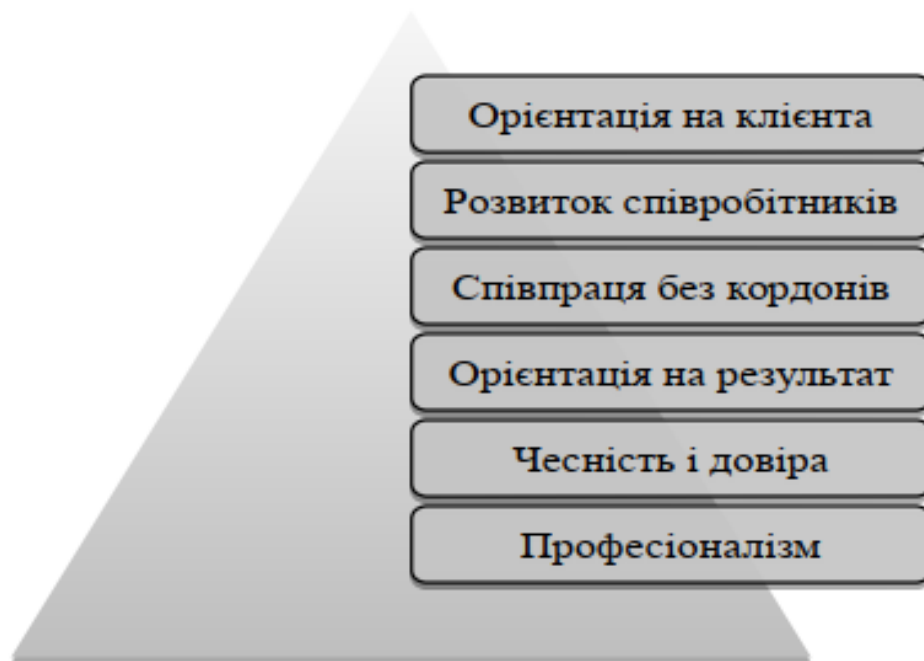 Орієнтація на клієнта
Розвиток співробітників
Співпраця без кордонів
Орієнтація на результат
Чесність і довіра
Професіоналізм